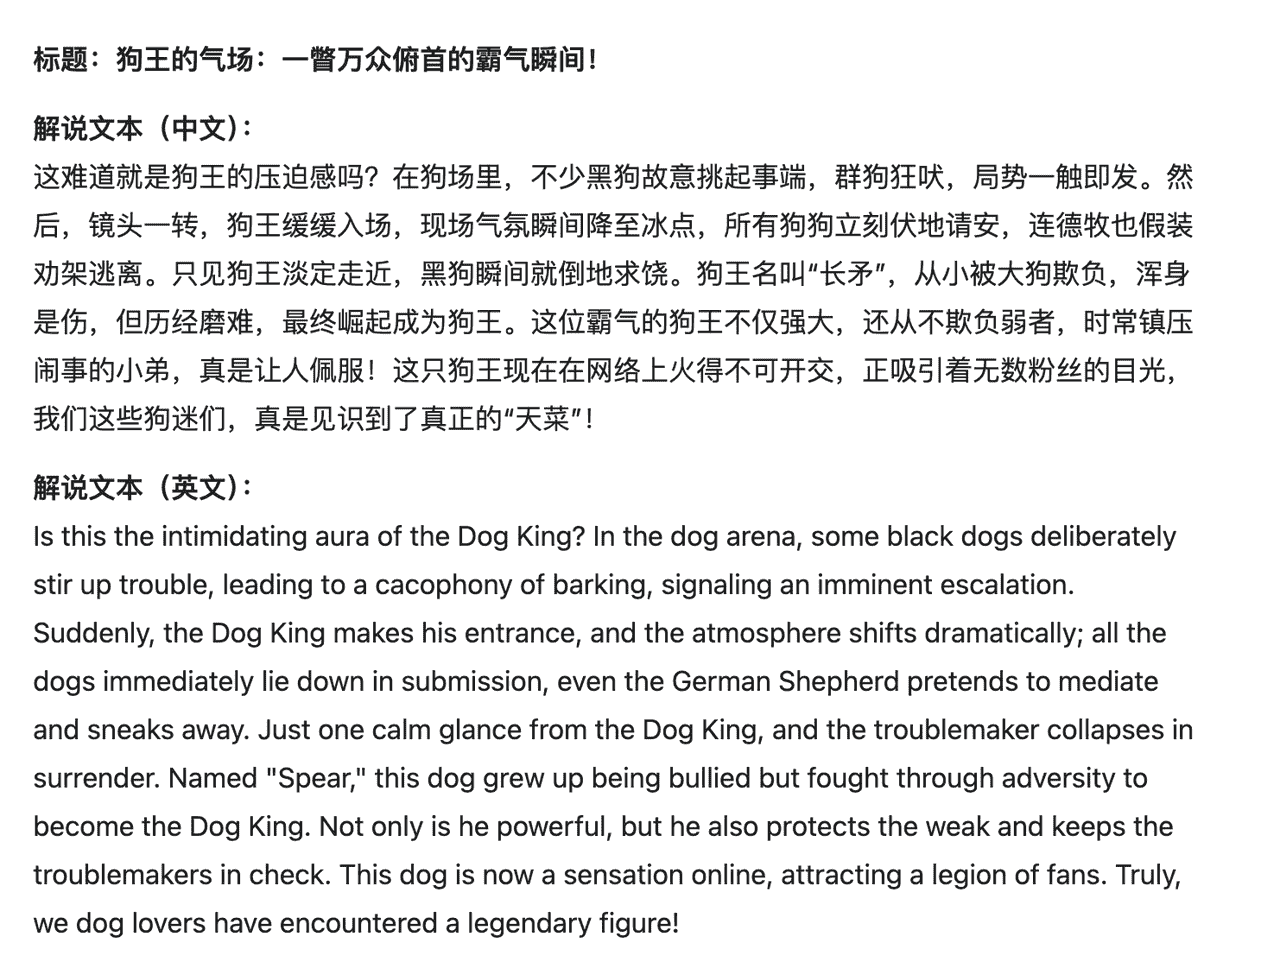 标题：狗王的气场：一瞥万众俯首的霸气瞬间！
解说文本（中文）：
这难道就是狗王的压迫感吗？在狗场里，不少黑狗故意挑起事端，群狗狂吠，局势一触即发。然
后，镜头一转，狗王缓缓入场，现场气氛瞬间降至冰点，所有狗狗立刻伏地请安，连德牧也假装
劝架逃离。只见狗王淡定走近，黑狗瞬间就倒地求饶。狗王名叫“长矛”，从小被大狗欺负，浑身
是伤，但历经磨难，最终崛起成为狗王。这位霸气的狗王不仅强大，还从不欺负弱者，时常镇压
闹事的小弟，真是让人佩服！这只狗王现在在网络上火得不可开交，正吸引着无数粉丝的目光，
我们这些狗迷们，真是见识到了真正的“天菜”！
解说文本（英文）：
Is this the intimidating aura of the Dog King? In the dog arena, some black dogs deliberately
stir up trouble, leading to a cacophony of barking, signaling an imminent escalation.
Suddenly, the Dog King makes his entrance, and the atmosphere shifts dramatically; all the
dogs immediately lie down in submission, even the German Shepherd pretends to mediate
and sneaks away. Just one calm glance from the Dog King, and the troublemaker collapses in
surrender. Named "Spear," this dog grew up being bullied but fought through adversity to
become the Dog King. Not only is he powerful, but he also protects the weak and keeps the
troublemakers in check. This dog is now a sensation online, attracting a legion of fans. Truly,
we dog lovers have encountered a legendary figure!